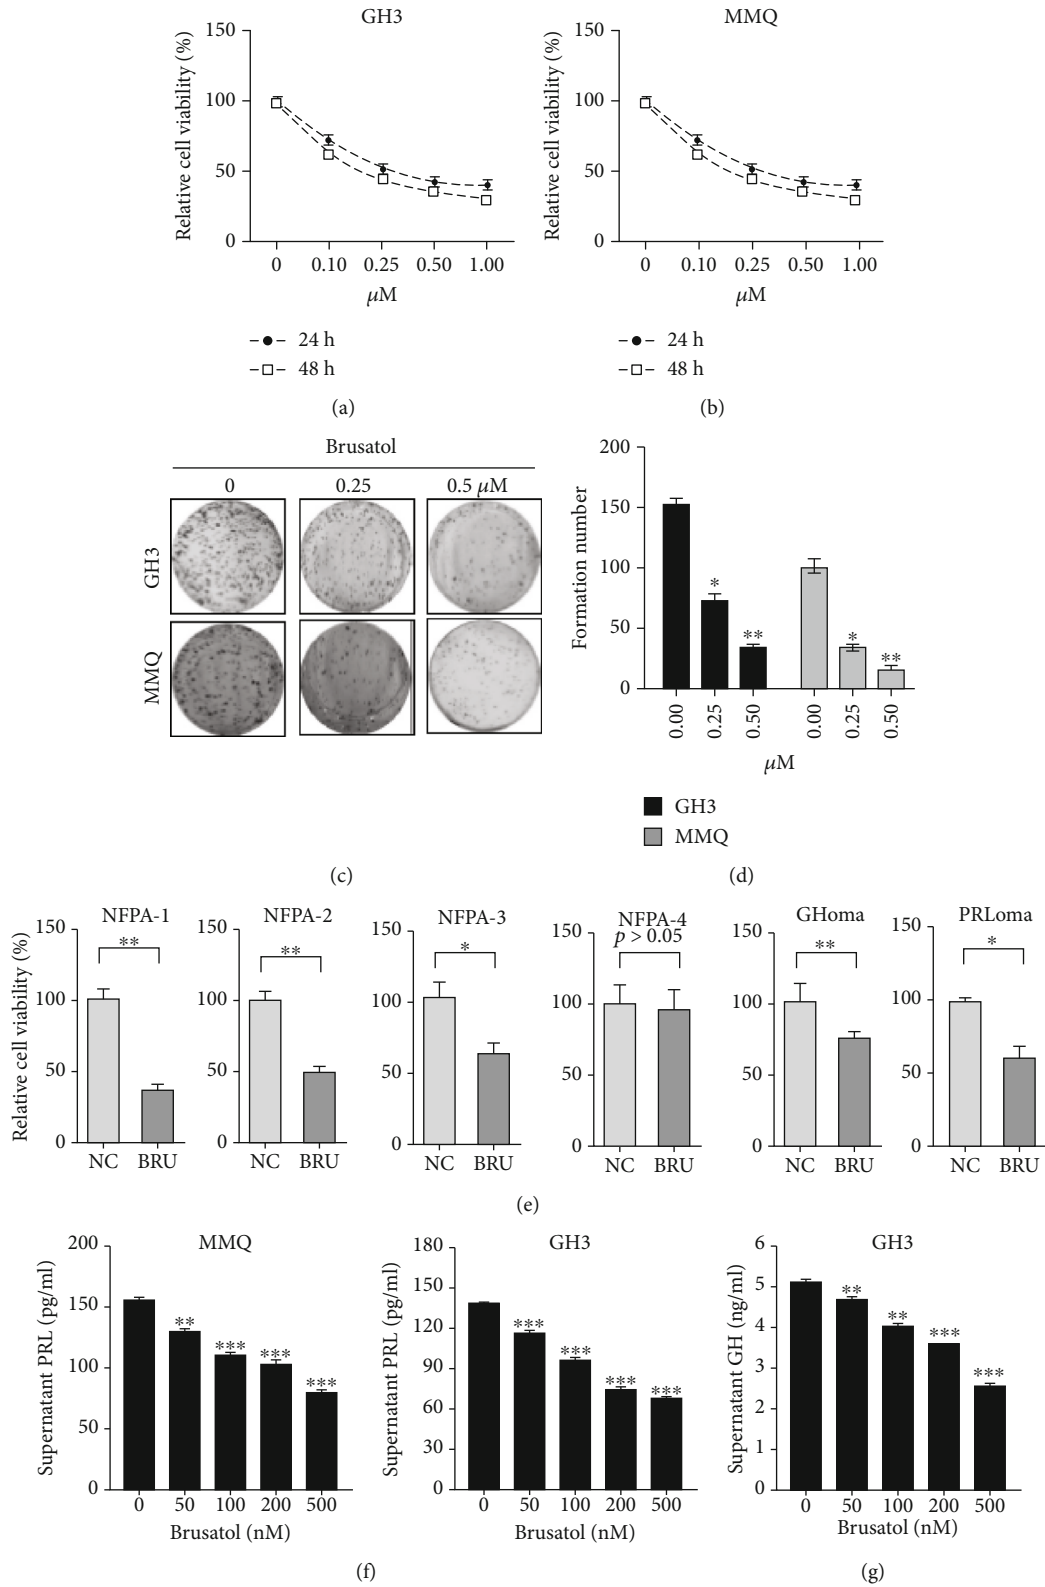 GH3
Relative cell viability (%)
150
100
50
0
0 0.10 0.25 0.50 1.00
μM
24 h
48 h
(a)
MMQ
Relative cell viability (%)
150
100
50
0
0 0.10 0.25 0.50 1.00
μM
24 h
48 h
(b)
Brusatol
0 0.25 0.5 μM
GH3
MMQ
(c)
Formation number
200
150
100
50
0
* ** * **
0.00 0.25 0.50 0.00 0.25 0.50
μM
GH3
MMQ
(d)
Relative cell viability (%)
NFPA-1
150
100
50
0
**
NC BRU
NFPA-2
150
100
50
0
**
NC BRU
NFPA-3
150
100
50
0
*
NC BRU
NFPA-4
p > 0.05
150
100
50
0
NC BRU
GHoma
150
100
50
0
**
NC BRU
PRLoma
150
100
50
0
*
NC BRU
(e)
MMQ
Supernatant PRL (pg/ml)
200
150
100
50
0
** *** *** ***
0 50 100 200 500
Brusatol (nM)
GH3
Supernatant PRL (pg/ml)
180
150
120
90
60
30
0
*** *** *** ***
0 50 100 200 500
Brusatol (nM)
(f)
GH3
Supernatant GH (ng/ml)
6
5
4
3
2
1
0
** ** *** ***
0 50 100 200 500
Brusatol (nM)
(g)